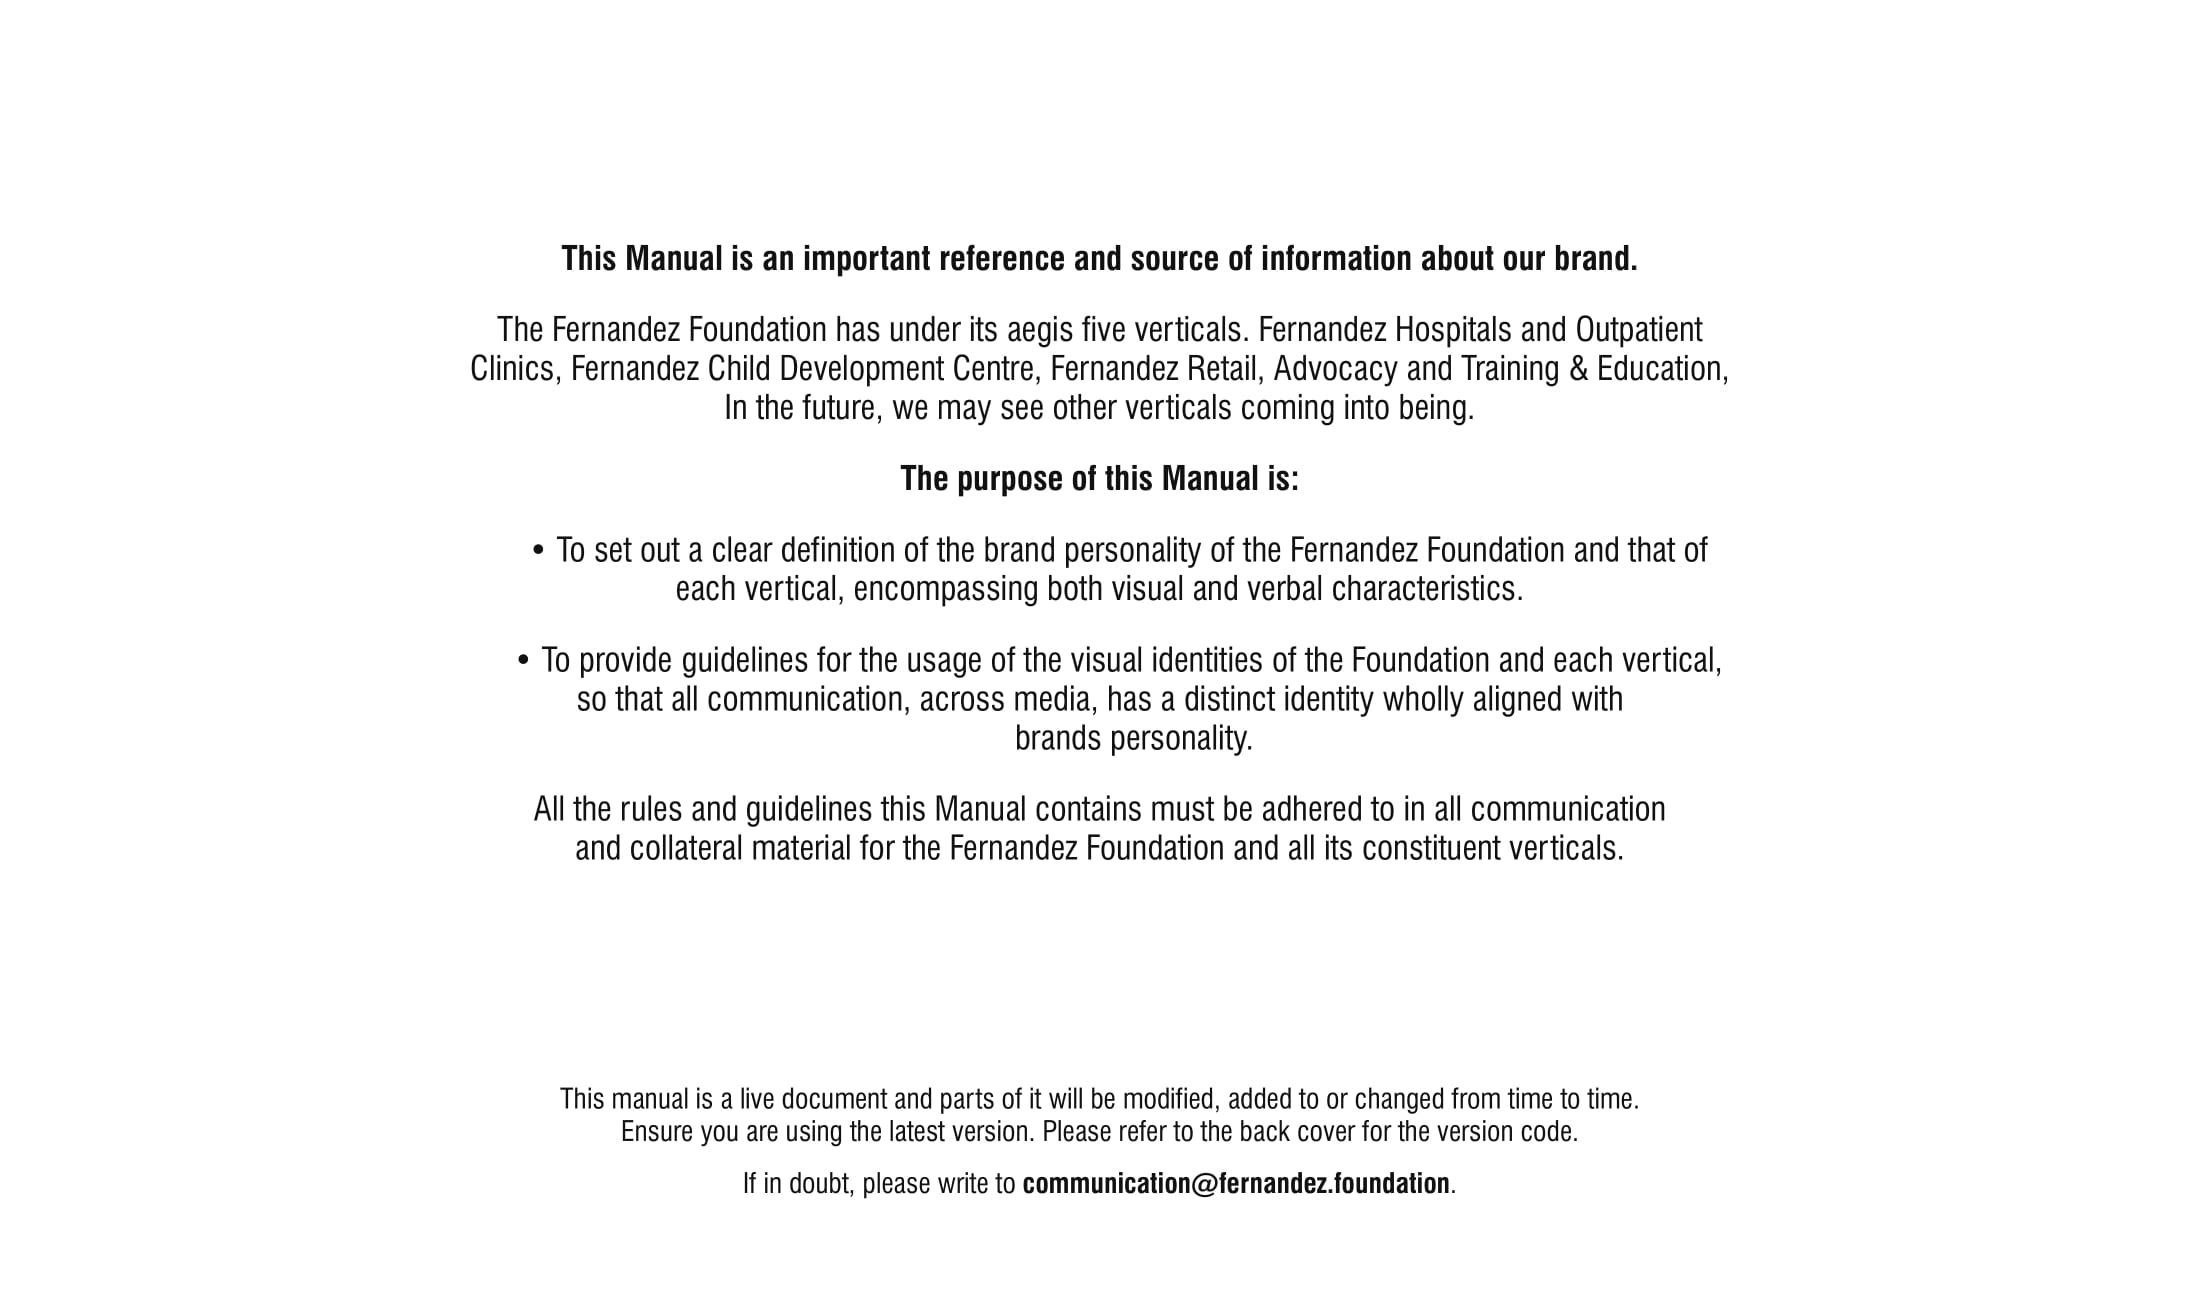 This Manual is an important reference and source of information about our brand.
The Fernandez Foundation has under its aegis five verticals. Fernandez Hospitals and Outpatient
Clinics, Fernandez Child Development Centre, Fernandez Retail, Advocacy and Training & Education,
In the future, we may see other verticals coming into being.
The purpose of this Manual is:
• To set out a clear definition of the brand personality of the Fernandez Foundation and that of
each vertical, encompassing both visual and verbal characteristics.
• To provide guidelines for the usage of the visual identities of the Foundation and each vertical,
so that all communication, across media, has a distinct identity wholly aligned with
brands personality.
All the rules and guidelines this Manual contains must be adhered to in all communication
and collateral material for the Fernandez Foundation and all its constituent verticals.
This manual is a live document and parts of it will be modified, added to or changed from time to time.
Ensure you are using the latest version. Please refer to the back cover for the version code.
If in doubt, please write to communication@fernandez.foundation.